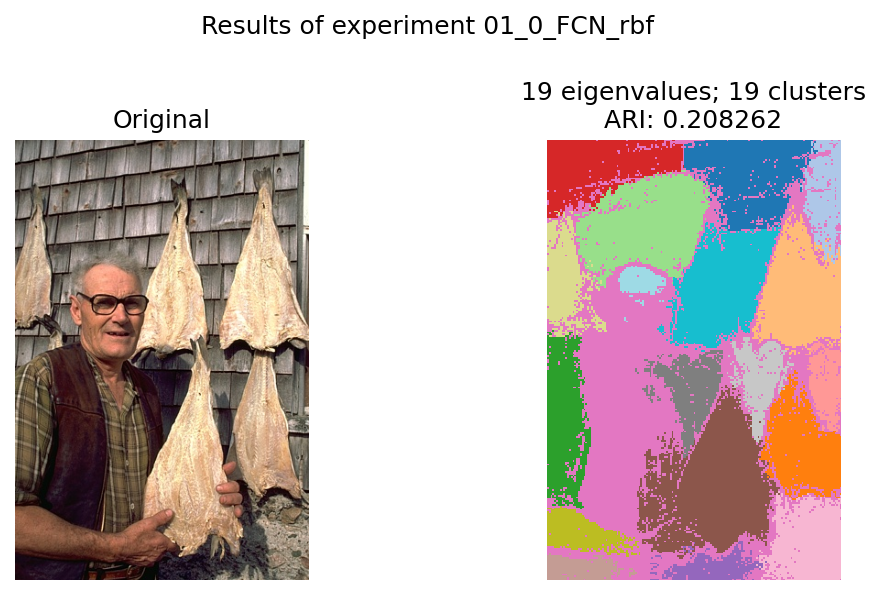 Results of experiment 01_0_FCN_rbf
Original
19 eigenvalues; 19 clusters
ARI: 0.208262